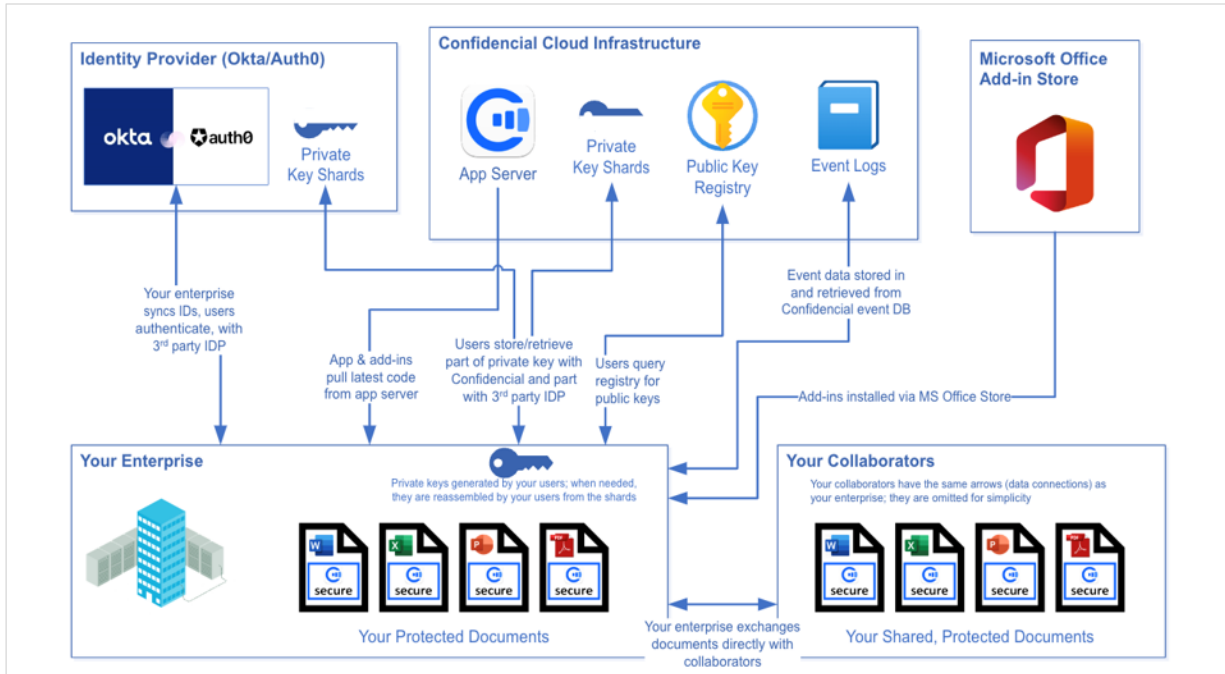 Identity Provider (Okta/Auth0)
okta
auth0
Private
Key Shards
Confidencial Cloud Infrastructure
App Server
Private
Key Shards
Public Key
Registry
Event Logs
Microsoft Office
Add-in Store
Your enterprise
syncs IDs, users
authenticate, with
3rd party IDP
App & add-ins
pull latest code
from app server
Users store/retrieve
part of private key with
Confidencial and part
with 3rd party IDP
Users query
registry for
public keys
Event data stored in
and retrieved from
Confidencial event DB
Add-ins installed via MS Office Store
Your Enterprise
Private keys generated by your users; when needed,
they are reassembled by your users from the shards
W
secure
X
secure
P
secure
PDF
secure
Your Protected Documents
Your enterprise exchanges
documents directly with
collaborators
Your Collaborators
Your collaborators have the same arrows (data connections) as
your enterprise; they are omitted for simplicity
W
secure
X
secure
P
secure
PDF
secure
Your Shared, Protected Documents